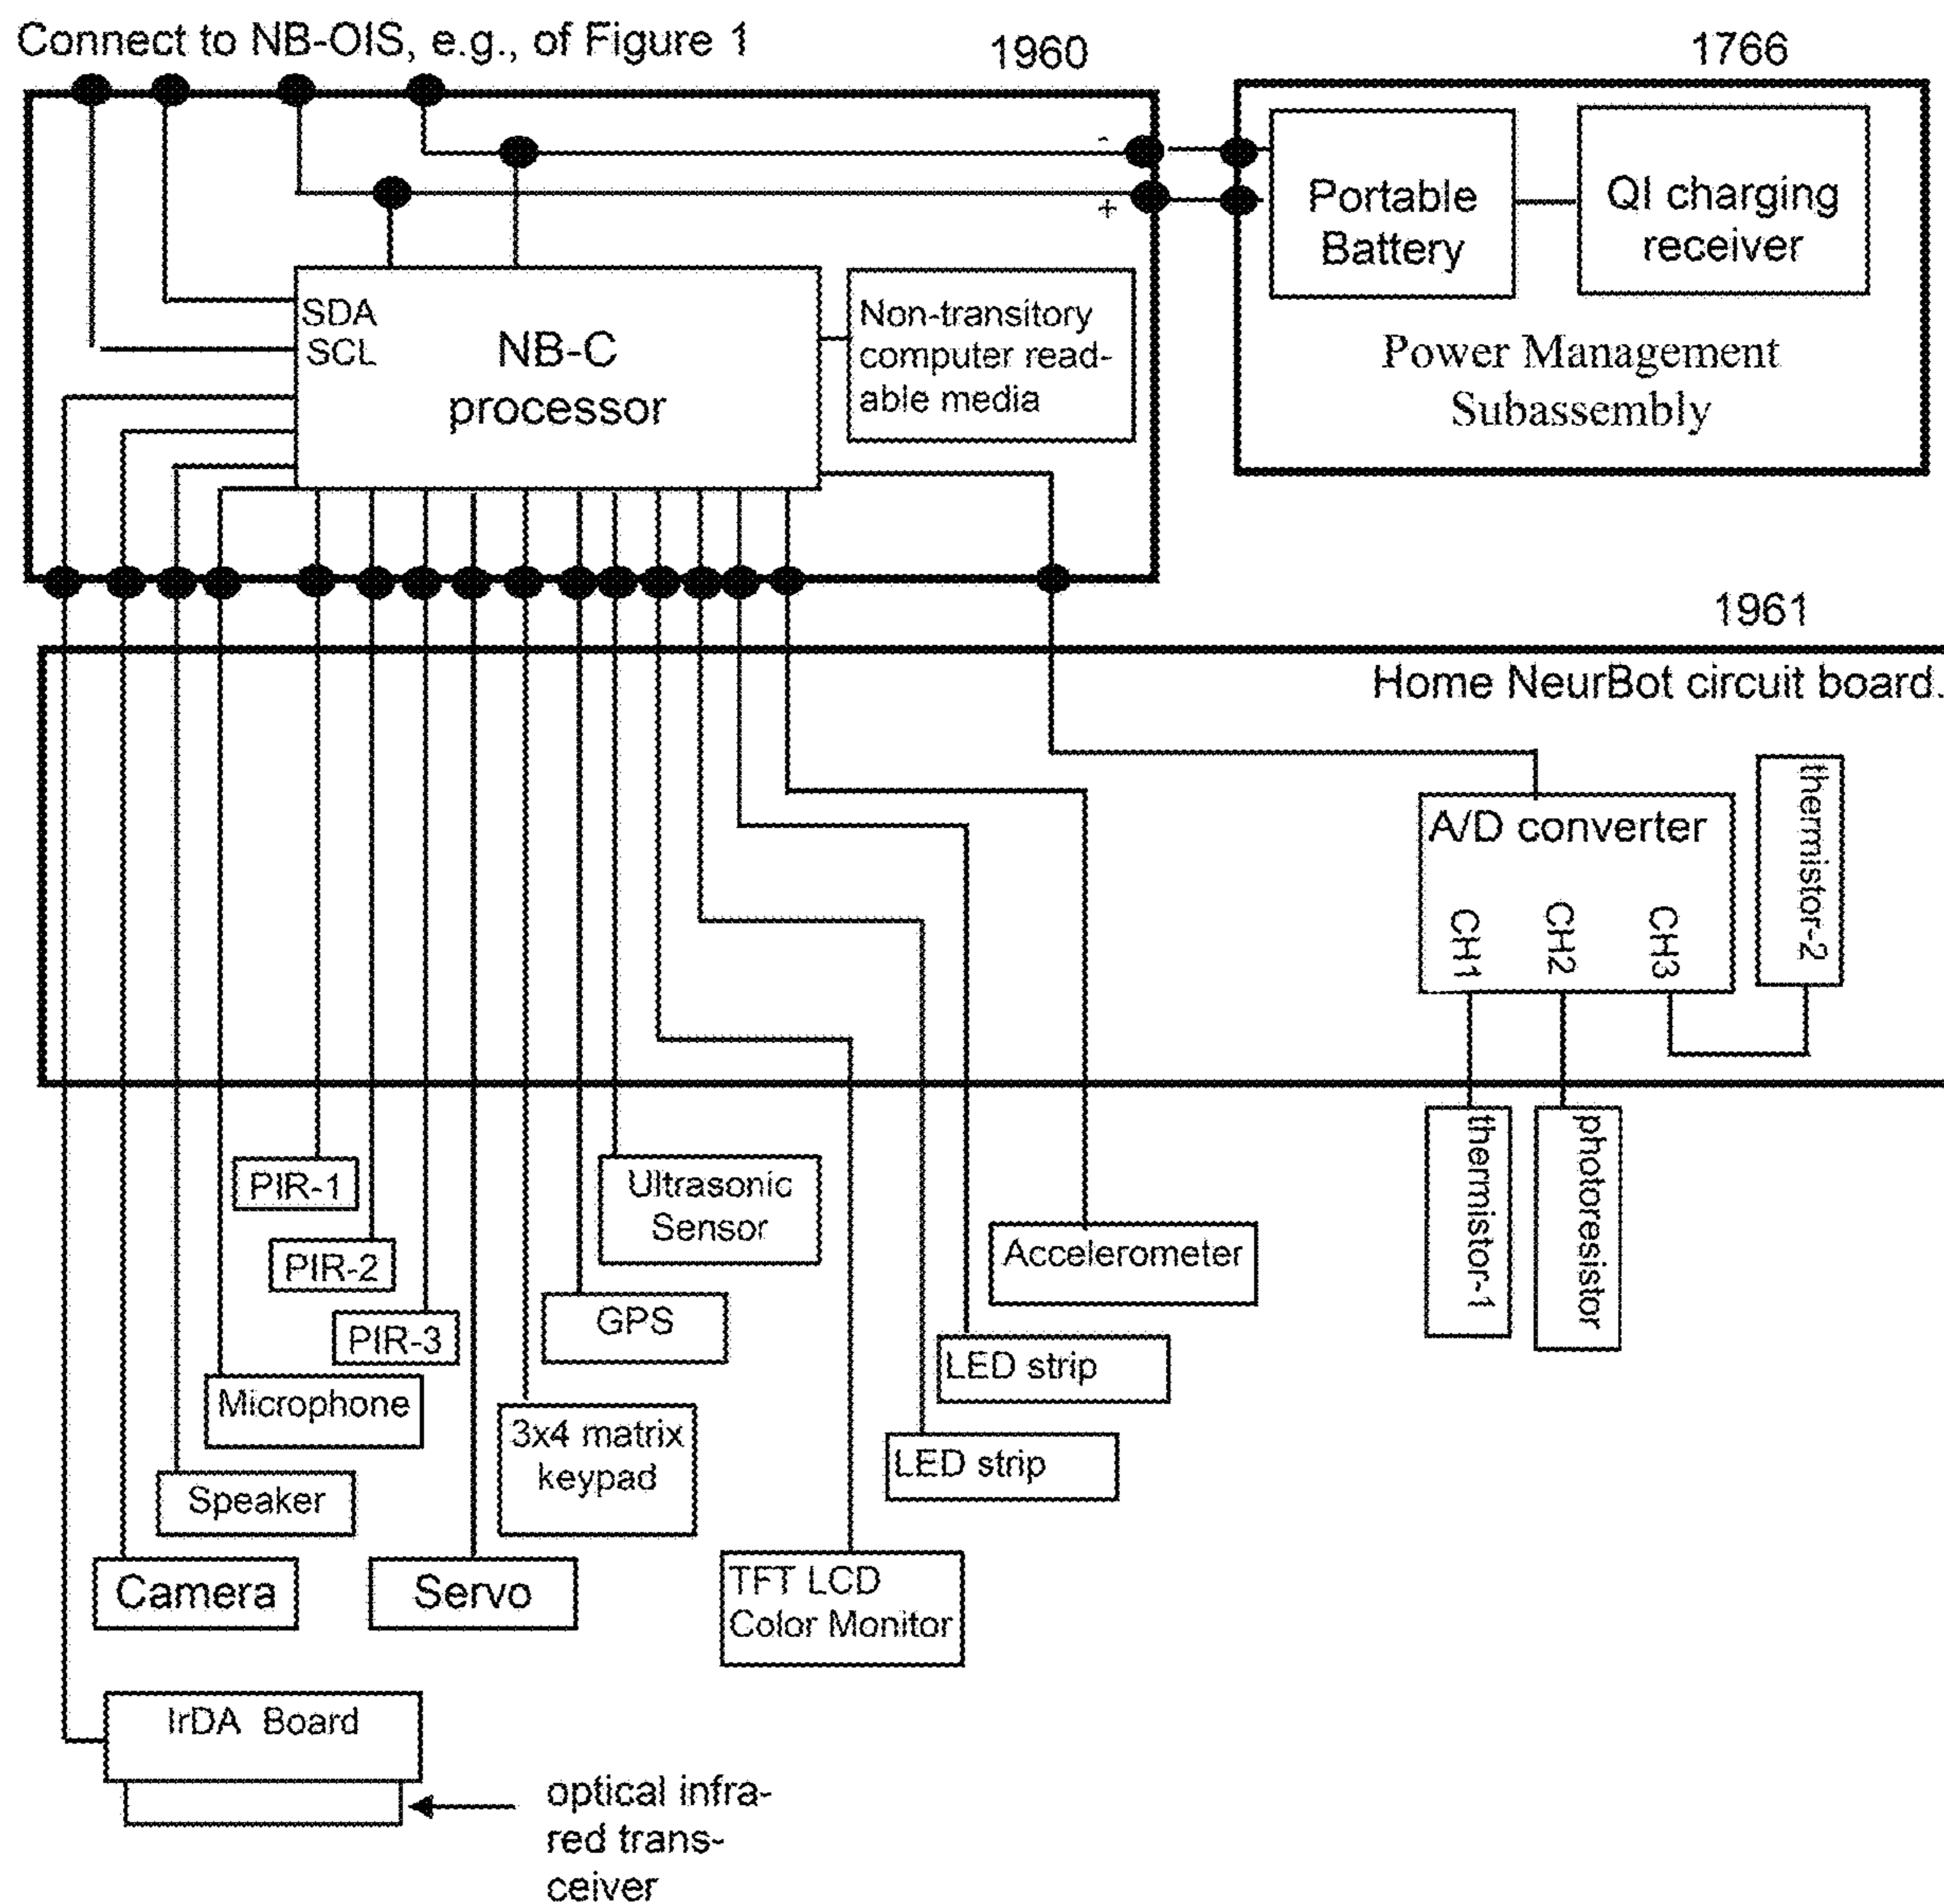 Connect to NB-OIS, e.g., of Figure 1
1960
1766
-
+
Portable
Battery
QI charging
receiver
Power Management
Subassembly
SDA
SCL
NB-C
processor
Non-transitory
computer read-
able media
1961
Home NeurBot circuit board.
A/D converter
CH1
CH2
CH3
thermistor-2
thermistor-1
photoresistor
PIR-1
PIR-2
PIR-3
Ultrasonic
Sensor
GPS
Accelerometer
LED strip
LED strip
Microphone
3x4 matrix
keypad
Speaker
Camera
Servo
TFT LCD
Color Monitor
IrDA Board
optical infra-
red trans-
ceiver